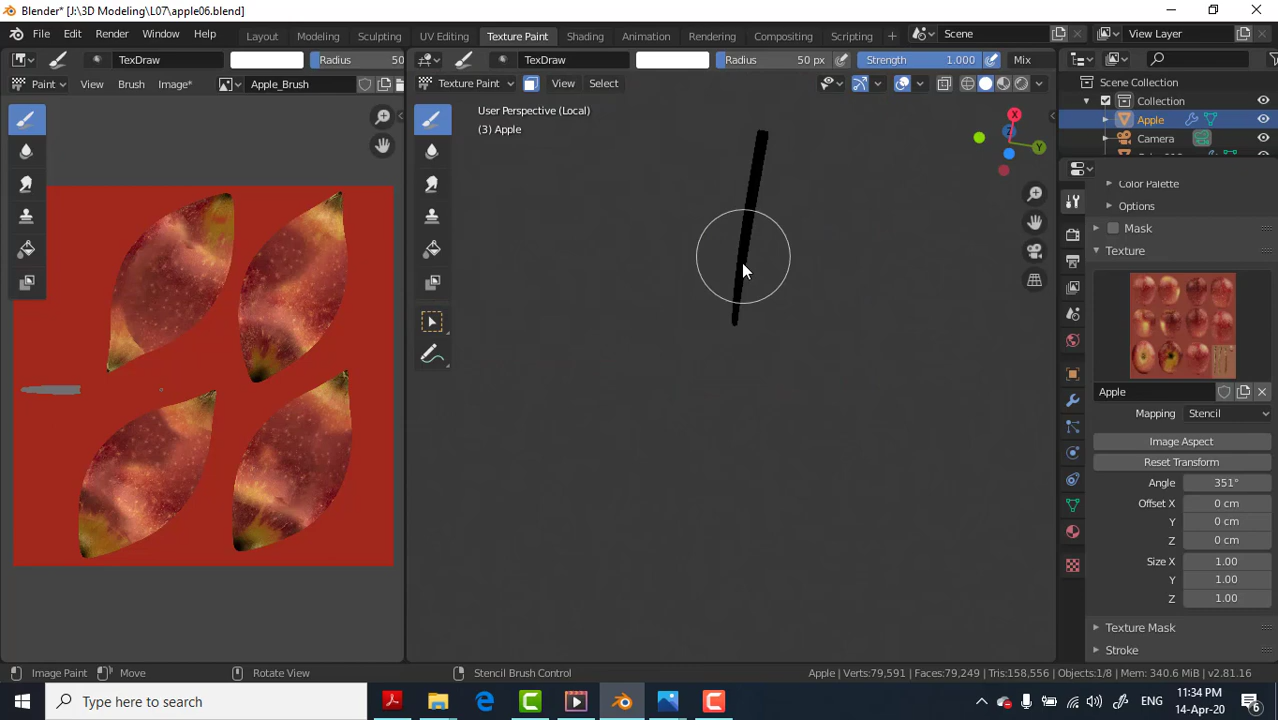 Blender* [J:\3D Modeling\L07\apple06.blend]
File Edit Render Window Help Layout Modeling Sculpting UV Editing Texture Paint Shading Animation Rendering Compositing Scripting + Scene View Layer
TexDraw Radius 50 TexDraw Radius 50 px Strength 1.000 Mix
Paint View Brush Image* Apple_Brush Texture Paint View Select
Scene Collection
Collection
Apple
Camera
User Perspective (Local)
(3) Apple
X
Y
Z
Color Palette
Options
Mask
Texture
Apple
Mapping Stencil
Image Aspect
Reset Transform
Angle 351°
Offset X 0 cm
Y 0 cm
Z 0 cm
Size X 1.00
Y 1.00
Z 1.00
Texture Mask
Stroke
Image Paint Move Rotate View Stencil Brush Control Apple | Verts:79,591 | Faces:79,249 | Tris:158,556 | Objects:1/8 | Mem: 340.6 MiB | v2.81.16
Type here to search
ENG
11:34 PM
14-Apr-20
6